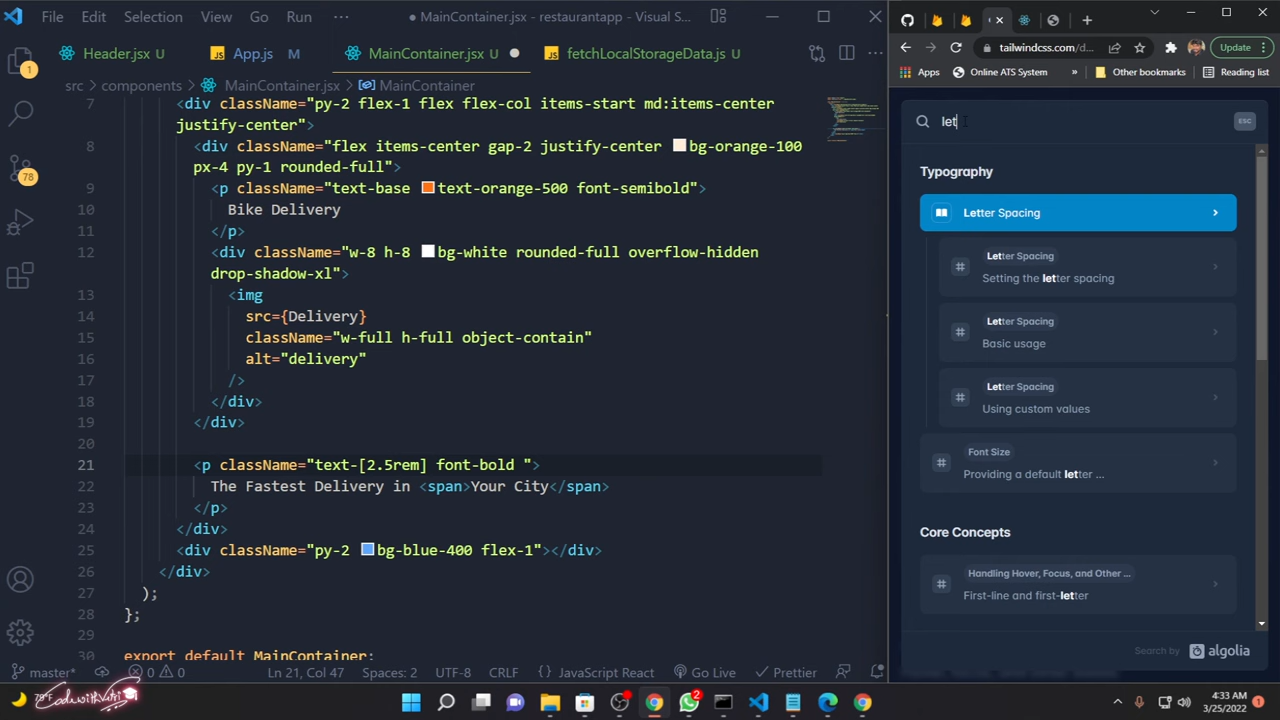 File Edit Selection View Go Run ··· ● MainContainer.jsx - restaurantapp - Visual S...
Header.jsx U
JS App.js M
MainContainer.jsx U ●
JS fetchLocalStorageData.js U
src > components > MainContainer.jsx > MainContainer
7 <div className="py-2 flex-1 flex flex-col items-start md:items-center
justify-center">
8 <div className="flex items-center gap-2 justify-center bg-orange-100
px-4 py-1 rounded-full">
9 <p className="text-base text-orange-500 font-semibold">
10 Bike Delivery
11 </p>
12 <div className="w-8 h-8 bg-white rounded-full overflow-hidden
drop-shadow-xl">
13 <img
14 src={Delivery}
15 className="w-full h-full object-contain"
16 alt="delivery"
17 />
18 </div>
19 </div>
20
21 <p className="text-[2.5rem] font-bold ">
22 The Fastest Delivery in <span>Your City</span>
23 </p>
24 </div>
25 <div className="py-2 bg-blue-400 flex-1"></div>
26 </div>
27 );
28 };
29
30 export default MainContainer;
1
78
master* 0 0 Ln 21, Col 47 Spaces: 2 UTF-8 CRLF { } JavaScript React Go Live Prettier
tailwindcss.com/d...
Update
Apps Online ATS System » Other bookmarks Reading list
let
ESC
Typography
Letter Spacing
Letter Spacing
Setting the letter spacing
Letter Spacing
Basic usage
Letter Spacing
Using custom values
Font Size
Providing a default letter ...
Core Concepts
Handling Hover, Focus, and Other ...
First-line and first-letter
Search by algolia
2
4:33 AM
3/25/2022